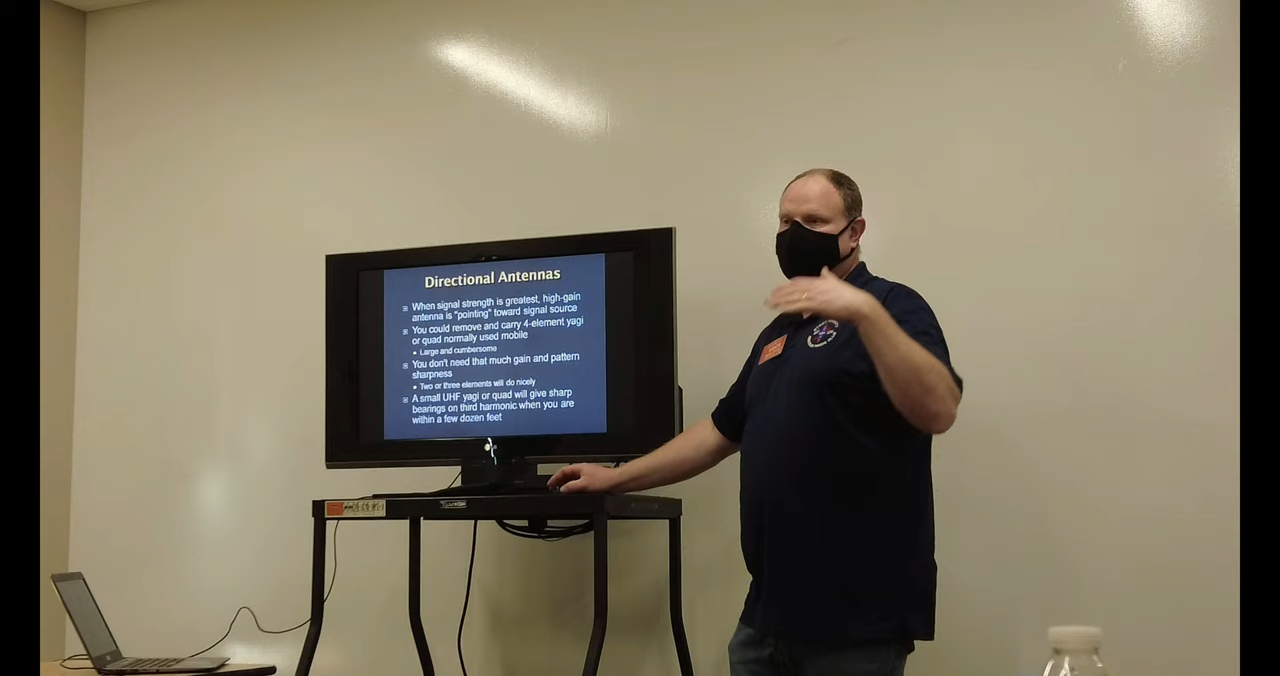 Directional Antennas
When signal strength is greatest, high-gain
antenna is "pointing" toward signal source
You could remove and carry 4-element yagi
or quad normally used mobile
Large and cumbersome
You don't need that much gain and pattern
sharpness
Two or three elements will do nicely
A small UHF yagi or quad will give sharp
bearings on third harmonic when you are
within a few dozen feet